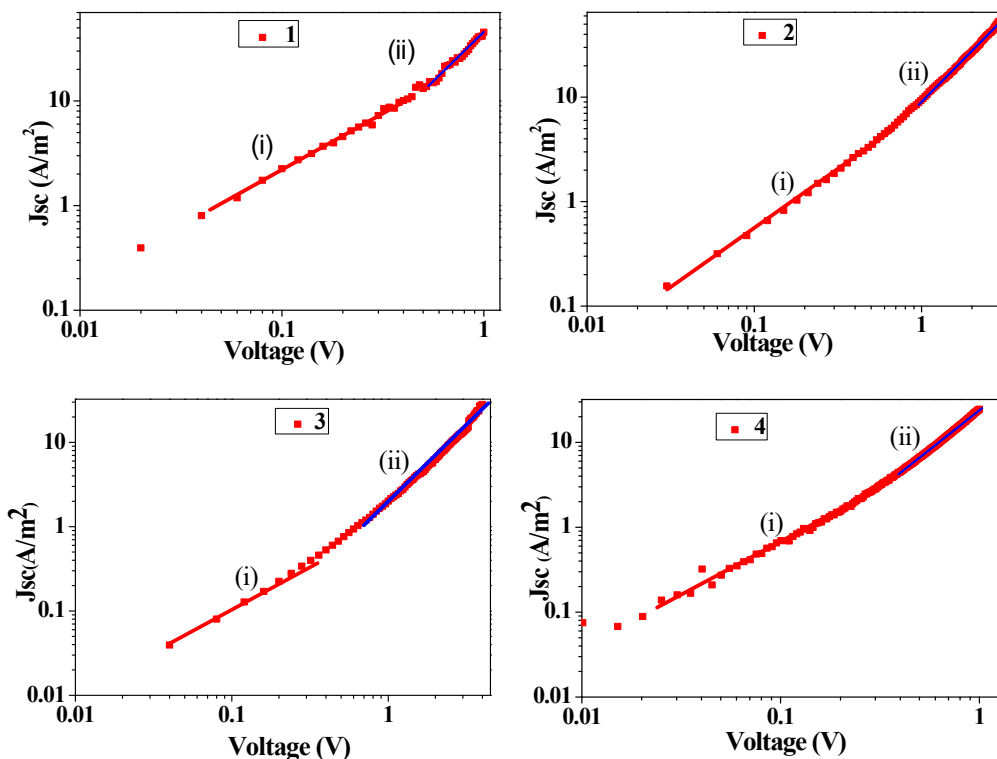 1
(ii)
(i)
Jsc (A/m²)
10
1
0.1
0.01
0.1
1
Voltage (V)
2
(ii)
(i)
Jsc (A/m²)
10
1
0.1
0.01
0.1
1
Voltage (V)
3
(ii)
(i)
Jsc(A/m²)
10
1
0.1
0.01
0.01
0.1
1
Voltage (V)
4
(ii)
(i)
Jsc (A/m²)
10
1
0.1
0.01
0.01
0.1
1
Voltage (V)